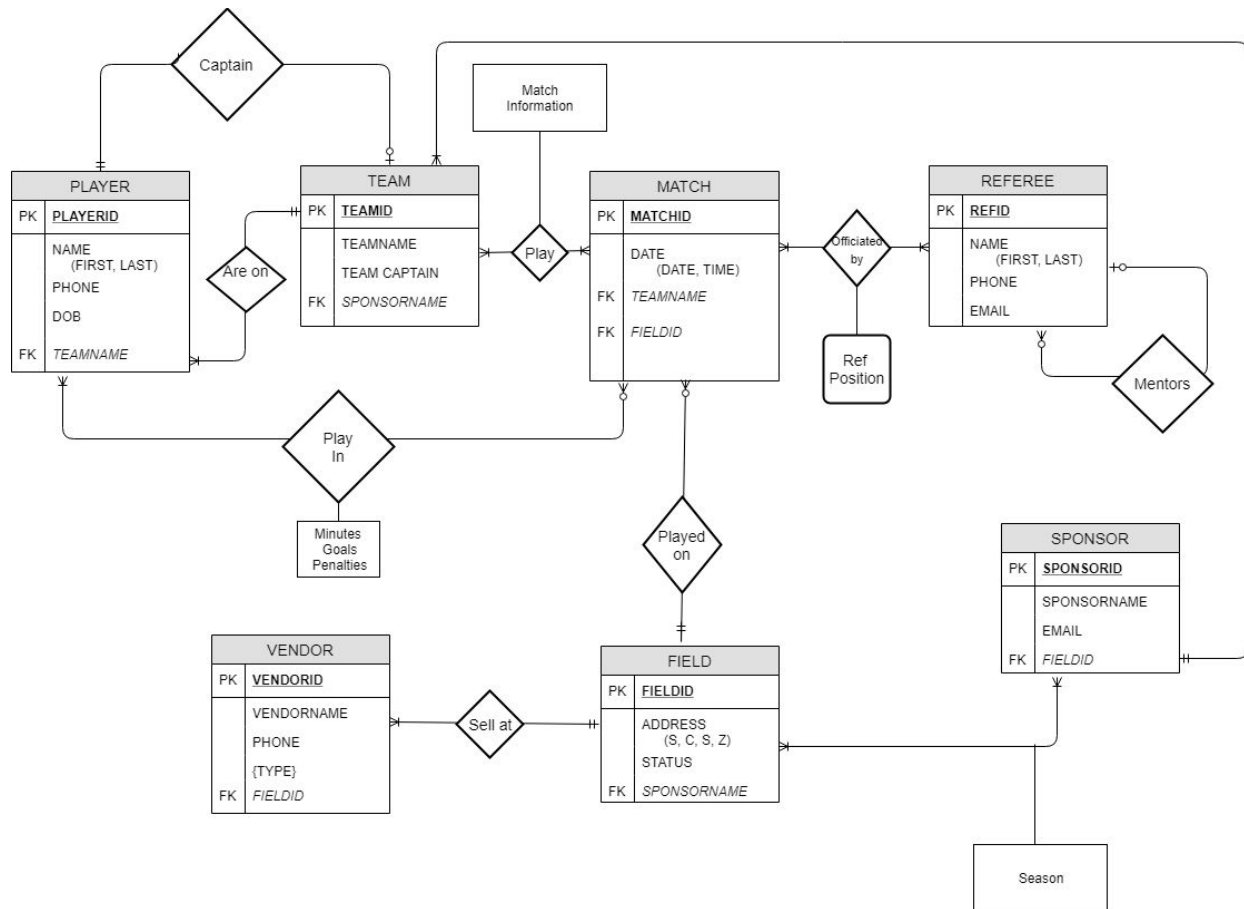 Captain
Match
Information
PLAYER
PK PLAYERID
NAME
(FIRST, LAST)
PHONE
DOB
FK TEAMNAME
Are on
TEAM
PK TEAMID
TEAMNAME
TEAM CAPTAIN
FK SPONSORNAME
Play
MATCH
PK MATCHID
DATE
(DATE, TIME)
FK TEAMNAME
FK FIELDID
Officiated
by
Ref
Position
REFEREE
PK REFID
NAME
(FIRST, LAST)
PHONE
EMAIL
Mentors
Play
In
Minutes
Goals
Penalties
Played
on
SPONSOR
PK SPONSORID
SPONSORNAME
EMAIL
FK FIELDID
VENDOR
PK VENDORID
VENDORNAME
PHONE
{TYPE}
FK FIELDID
Sell at
FIELD
PK FIELDID
ADDRESS
(S, C, S, Z)
STATUS
FK SPONSORNAME
Season